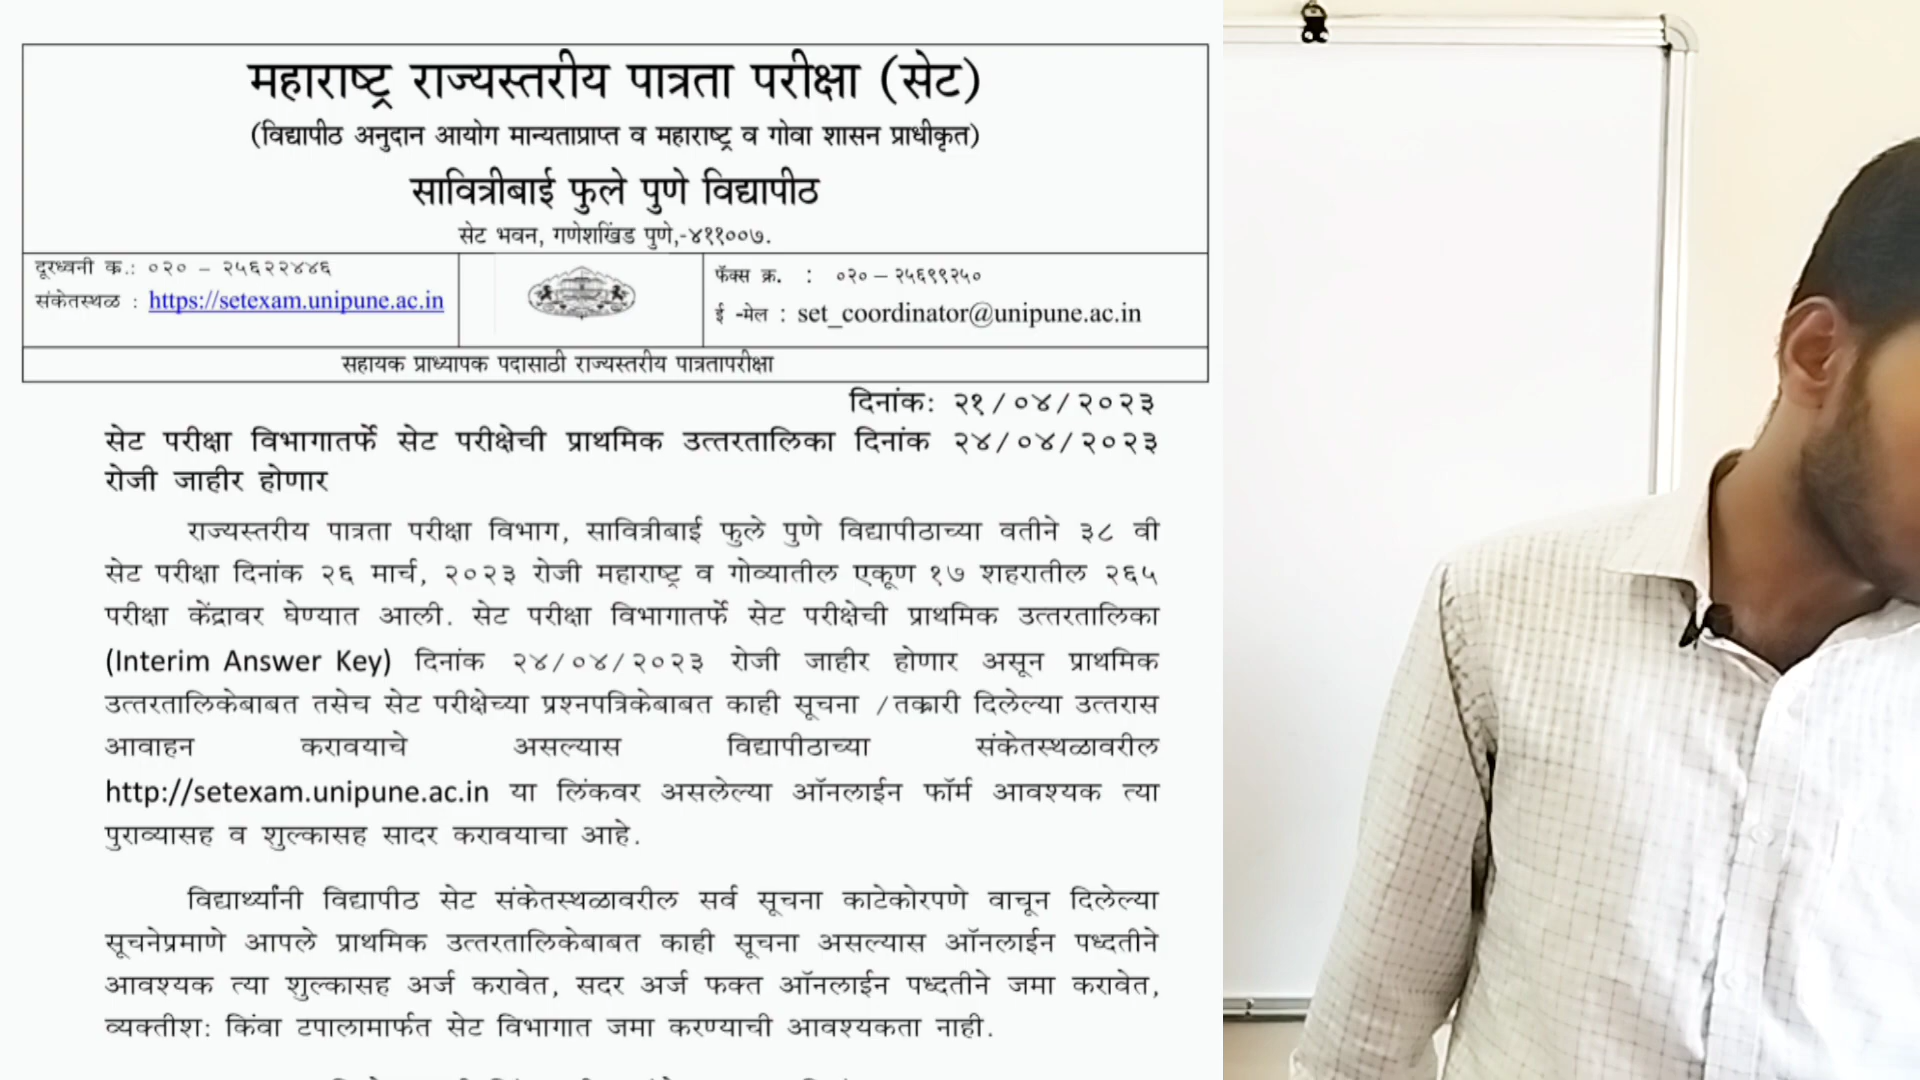 महाराष्ट्र राज्यस्तरीय पात्रता परीक्षा (सेट)
(विद्यापीठ अनुदान आयोग मान्यताप्राप्त व महाराष्ट्र व गोवा शासन प्राधीकृत)
सावित्रीबाई फुले पुणे विद्यापीठ
सेट भवन, गणेशखिंड पुणे,-४११००७.
दूरध्वनी क्र.: ०२० – २५६२२४४६
संकेतस्थळ : https://setexam.unipune.ac.in
फॅक्स क्र. : ०२० – २५६९९२५०
ई -मेल : set_coordinator@unipune.ac.in
सहायक प्राध्यापक पदासाठी राज्यस्तरीय पात्रतापरीक्षा
दिनांक: २१/०४/२०२३
सेट परीक्षा विभागातर्फे सेट परीक्षेची प्राथमिक उत्तरतालिका दिनांक २४/०४/२०२३
रोजी जाहीर होणार
राज्यस्तरीय पात्रता परीक्षा विभाग, सावित्रीबाई फुले पुणे विद्यापीठाच्या वतीने ३८ वी
सेट परीक्षा दिनांक २६ मार्च, २०२३ रोजी महाराष्ट्र व गोव्यातील एकूण १७ शहरातील २६५
परीक्षा केंद्रावर घेण्यात आली. सेट परीक्षा विभागातर्फे सेट परीक्षेची प्राथमिक उत्तरतालिका
(Interim Answer Key) दिनांक २४/०४/२०२३ रोजी जाहीर होणार असून प्राथमिक
उत्तरतालिकेबाबत तसेच सेट परीक्षेच्या प्रश्नपत्रिकेबाबत काही सूचना /तक्रारी दिलेल्या उत्तरास
आवाहन करावयाचे असल्यास विद्यापीठाच्या संकेतस्थळावरील
http://setexam.unipune.ac.in या लिंकवर असलेल्या ऑनलाईन फॉर्म आवश्यक त्या
पुराव्यासह व शुल्कासह सादर करावयाचा आहे.
विद्यार्थ्यांनी विद्यापीठ सेट संकेतस्थळावरील सर्व सूचना काटेकोरपणे वाचून दिलेल्या
सूचनेप्रमाणे आपले प्राथमिक उत्तरतालिकेबाबत काही सूचना असल्यास ऑनलाईन पध्दतीने
आवश्यक त्या शुल्कासह अर्ज करावेत, सदर अर्ज फक्त ऑनलाईन पध्दतीने जमा करावेत,
व्यक्तीश: किंवा टपालामार्फत सेट विभागात जमा करण्याची आवश्यकता नाही.